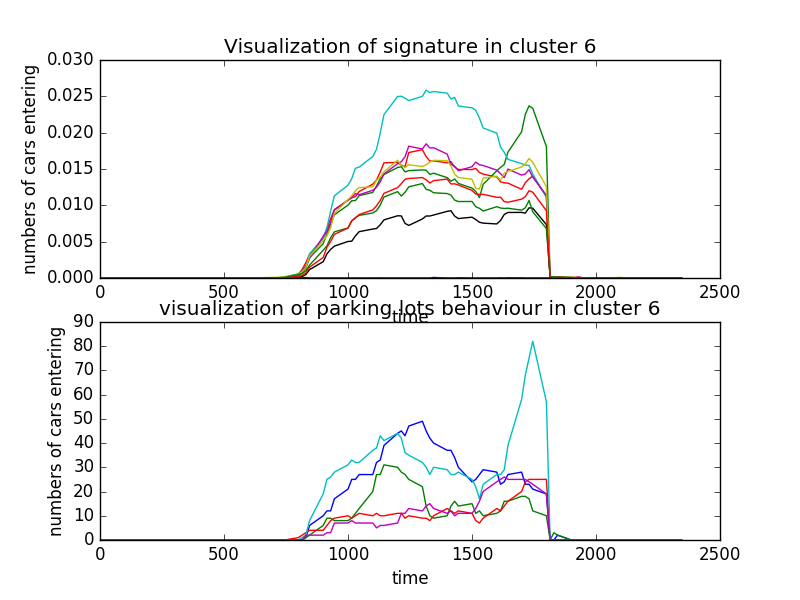 Visualization of signature in cluster 6
numbers of cars entering
0.030
0.025
0.020
0.015
0.010
0.005
0.000
0 500 1000 1500 2000 2500
time
visualization of parking lots behaviour in cluster 6
numbers of cars entering
90
80
70
60
50
40
30
20
10
0
0 500 1000 1500 2000 2500
time